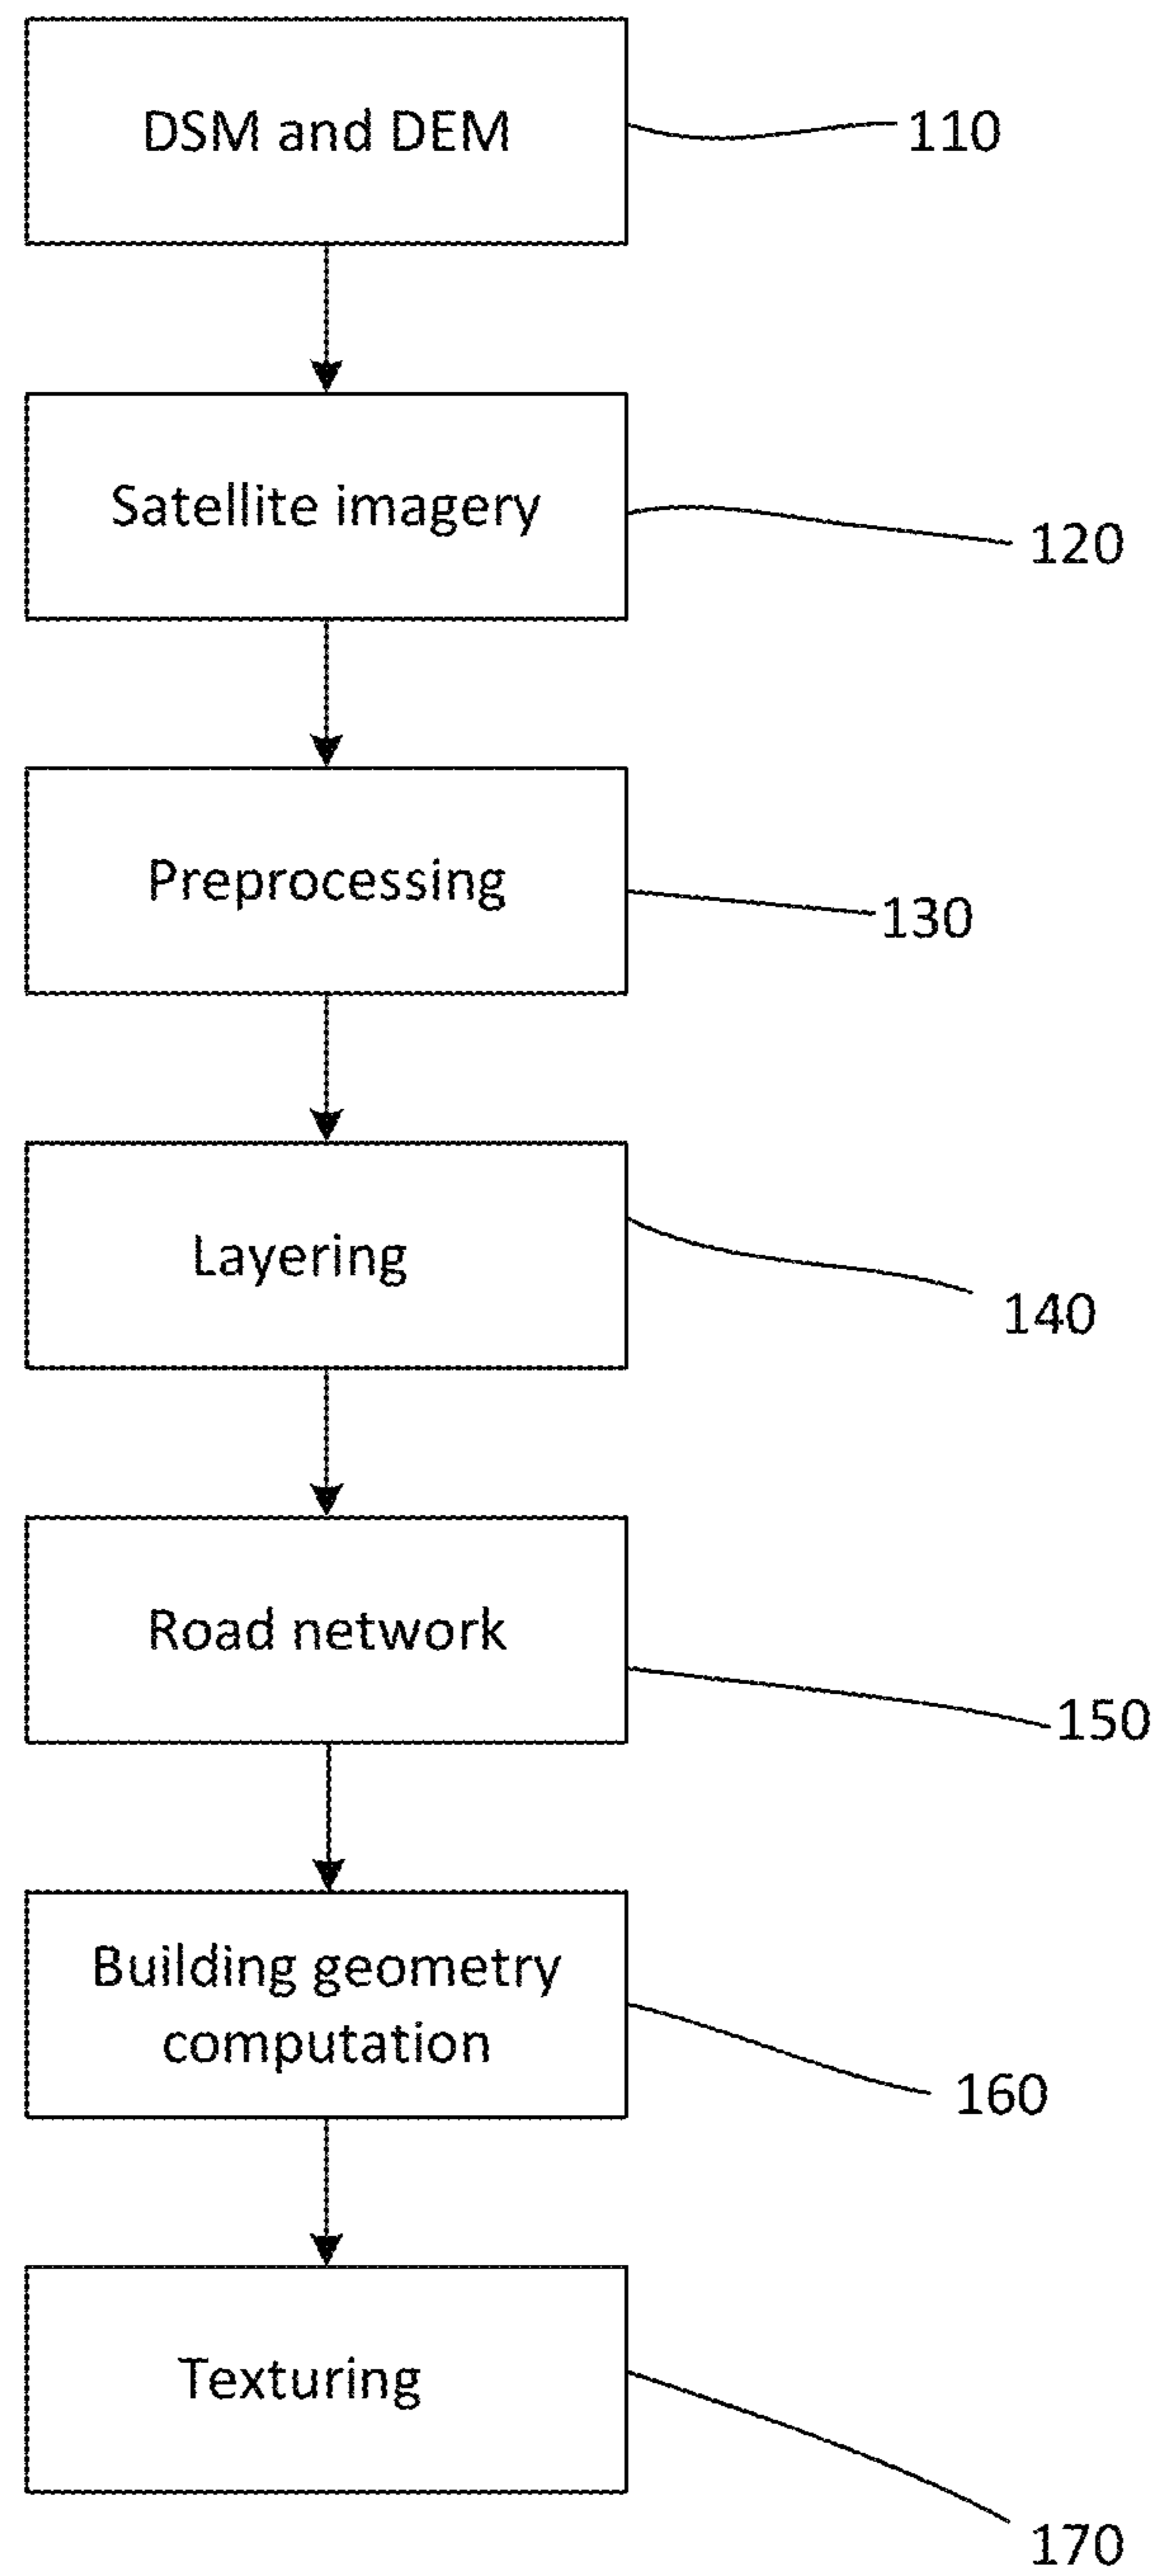 DSM and DEM
110
Satellite imagery
120
Preprocessing
130
Layering
140
Road network
150
Building geometry
computation
160
Texturing
170